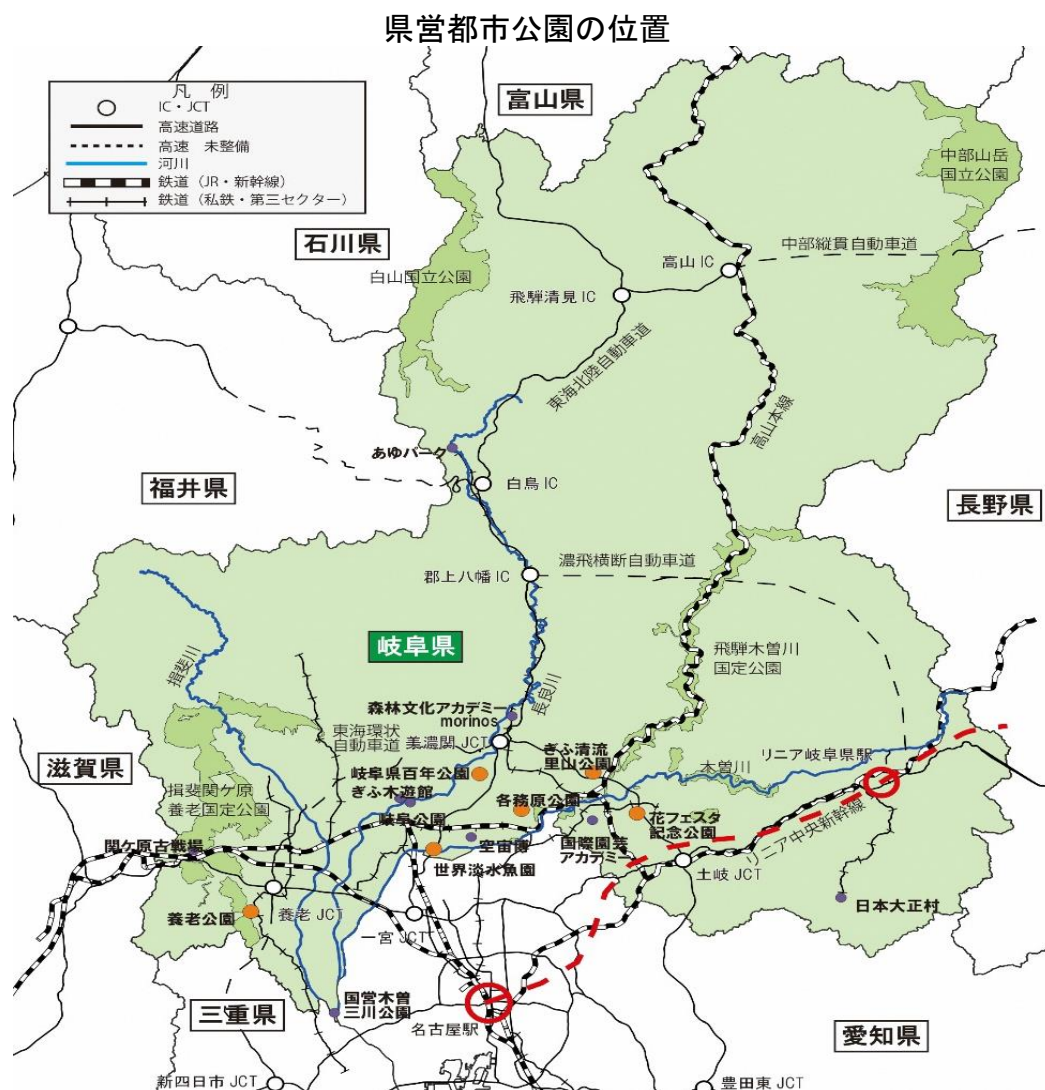 県営都市公園の位置
凡　例
IC・JCT
高速道路
高速　未整備
河川
鉄道（JR・新幹線）
鉄道（私鉄・第三セクター）
富山県
中部山岳
国立公園
石川県
白山国立公園
高山 IC
中部縦貫自動車道
飛騨清見 IC
東海北陸自動車道
高山本線
あゆパーク
白鳥 IC
福井県
長野県
郡上八幡 IC
濃飛横断自動車道
岐阜県
飛騨木曽川
国定公園
揖斐川
長良川
森林文化アカデミー
morinos
東海環状
自動車道
美濃関 JCT
ぎふ清流
里山公園
リニア岐阜県駅
滋賀県
岐阜県百年公園
木曽川
揖斐関ケ原
養老国定公園
ぎふ木遊館
各務原公園
岐阜公園
花フェスタ
記念公園
リニア中央新幹線
関ケ原古戦場
空宙博
国際園芸
アカデミー
世界淡水魚園
土岐 JCT
養老公園
養老 JCT
一宮 JCT
日本大正村
国営木曽
三川公園
三重県
名古屋駅
愛知県
新四日市 JCT
豊田東 JCT